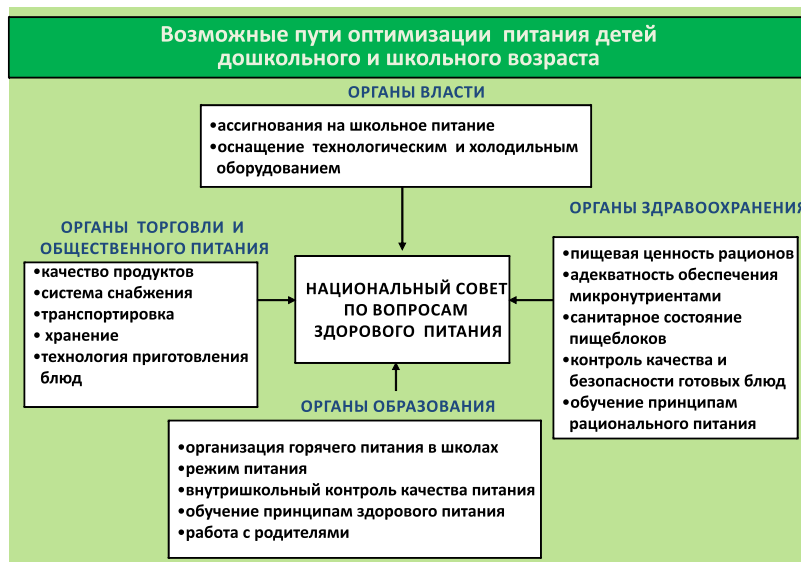 Возможные пути оптимизации питания детей
дошкольного и школьного возраста
ОРГАНЫ ВЛАСТИ
•ассигнования на школьное питание
•оснащение технологическим и холодильным
оборудованием
ОРГАНЫ ТОРГОВЛИ И
ОБЩЕСТВЕННОГО ПИТАНИЯ
•качество продуктов
•система снабжения
•транспортировка
• хранение
•технология приготовления
блюд
НАЦИОНАЛЬНЫЙ СОВЕТ
ПО ВОПРОСАМ
ЗДОРОВОГО ПИТАНИЯ
ОРГАНЫ ЗДРАВООХРАНЕНИЯ
•пищевая ценность рационов
•адекватность обеспечения
микронутриентами
•санитарное состояние
пищеблоков
•контроль качества и
безопасности готовых блюд
•обучение принципам
рационального питания
ОРГАНЫ ОБРАЗОВАНИЯ
•организация горячего питания в школах
•режим питания
•внутришкольный контроль качества питания
•обучение принципам здорового питания
•работа с родителями